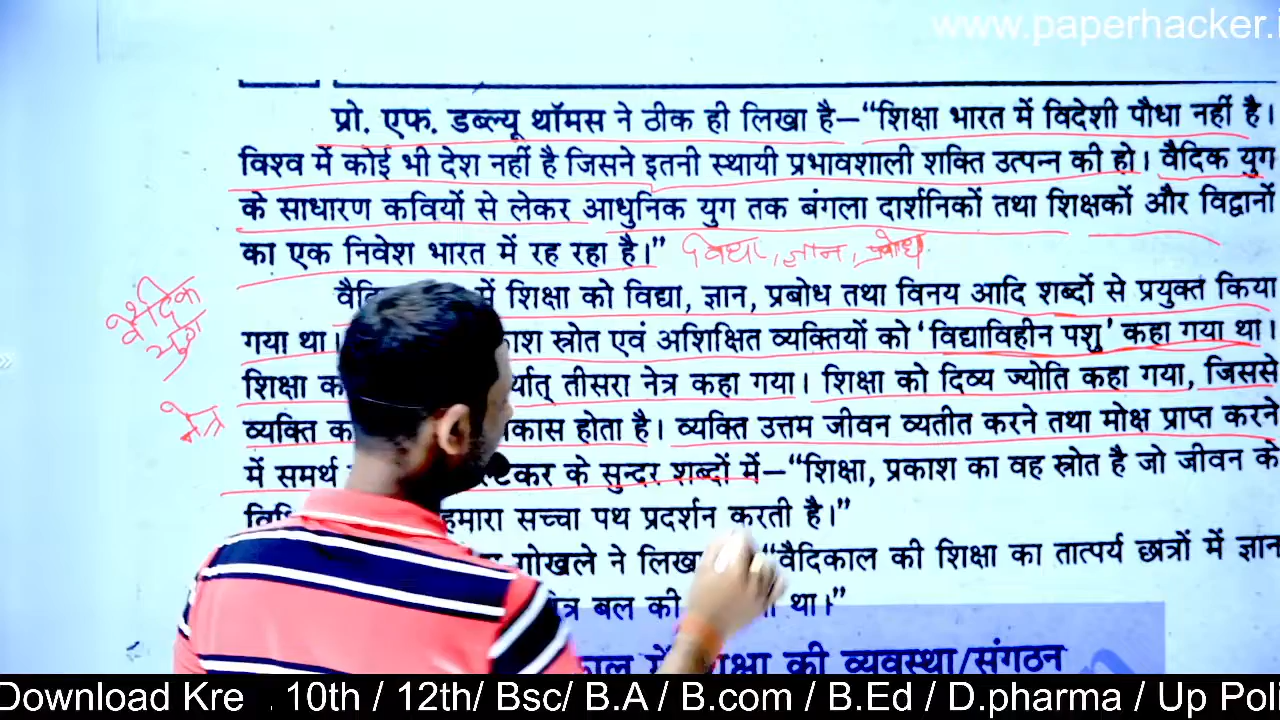 www.paperhacker.i
प्रो. एफ. डब्ल्यू थॉमस ने ठीक ही लिखा है—“शिक्षा भारत में विदेशी पौधा नहीं है।
विश्व में कोई भी देश नहीं है जिसने इतनी स्थायी प्रभावशाली शक्ति उत्पन्न की हो। वैदिक युग
के साधारण कवियों से लेकर आधुनिक युग तक बंगला दार्शनिकों तथा शिक्षकों और विद्वानों
का एक निवेश भारत में रह रहा है।” विद्या, ज्ञान, प्रबोध
में शिक्षा को विद्या, ज्ञान, प्रबोध तथा विनय आदि शब्दों से प्रयुक्त किया
वैदिक
युग
गया था। स्रोत एवं अशिक्षित व्यक्तियों को ‘विद्याविहीन पशु’ कहा गया था।
शिक्षा तीसरा नेत्र कहा गया। शिक्षा को दिव्य ज्योति कहा गया, जिससे
नेत्र
व्यक्ति होता है। व्यक्ति उत्तम जीवन व्यतीत करने तथा मोक्ष प्राप्त करने
में समर्थ के सुन्दर शब्दों में—“शिक्षा, प्रकाश का वह स्रोत है जो जीवन के
हमारा सच्चा पथ प्रदर्शन करती है।”
गोखले ने लिखा “वैदिकाल की शिक्षा का तात्पर्य छात्रों में ज्ञान
बल की था।”
की व्यवस्था/संगठन
Download Kre . 10th / 12th/ Bsc/ B.A / B.com / B.Ed / D.pharma / Up Pol